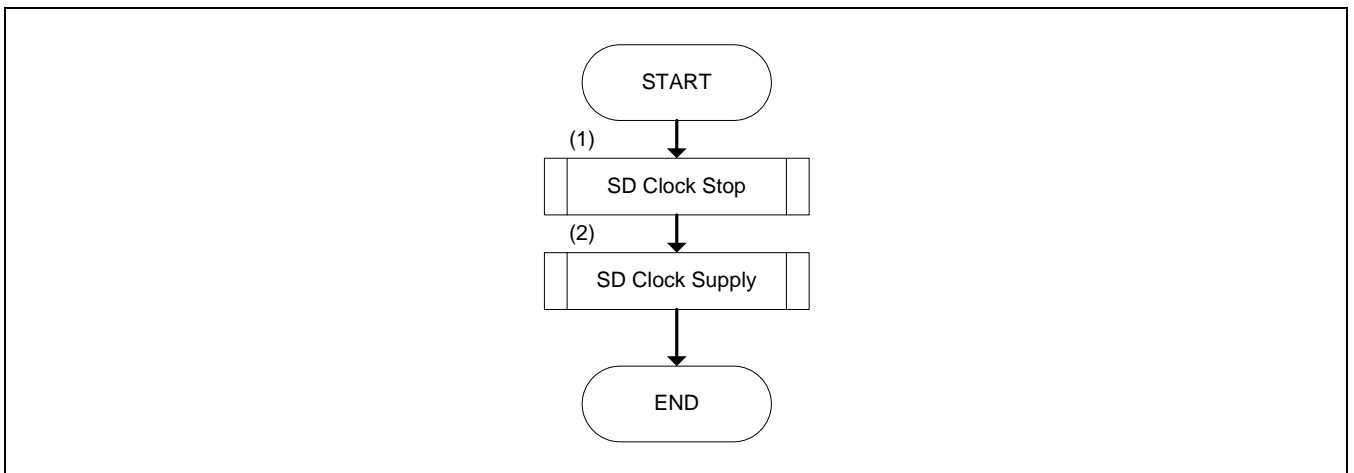 START
(1)
SD Clock Stop
(2)
SD Clock Supply
END